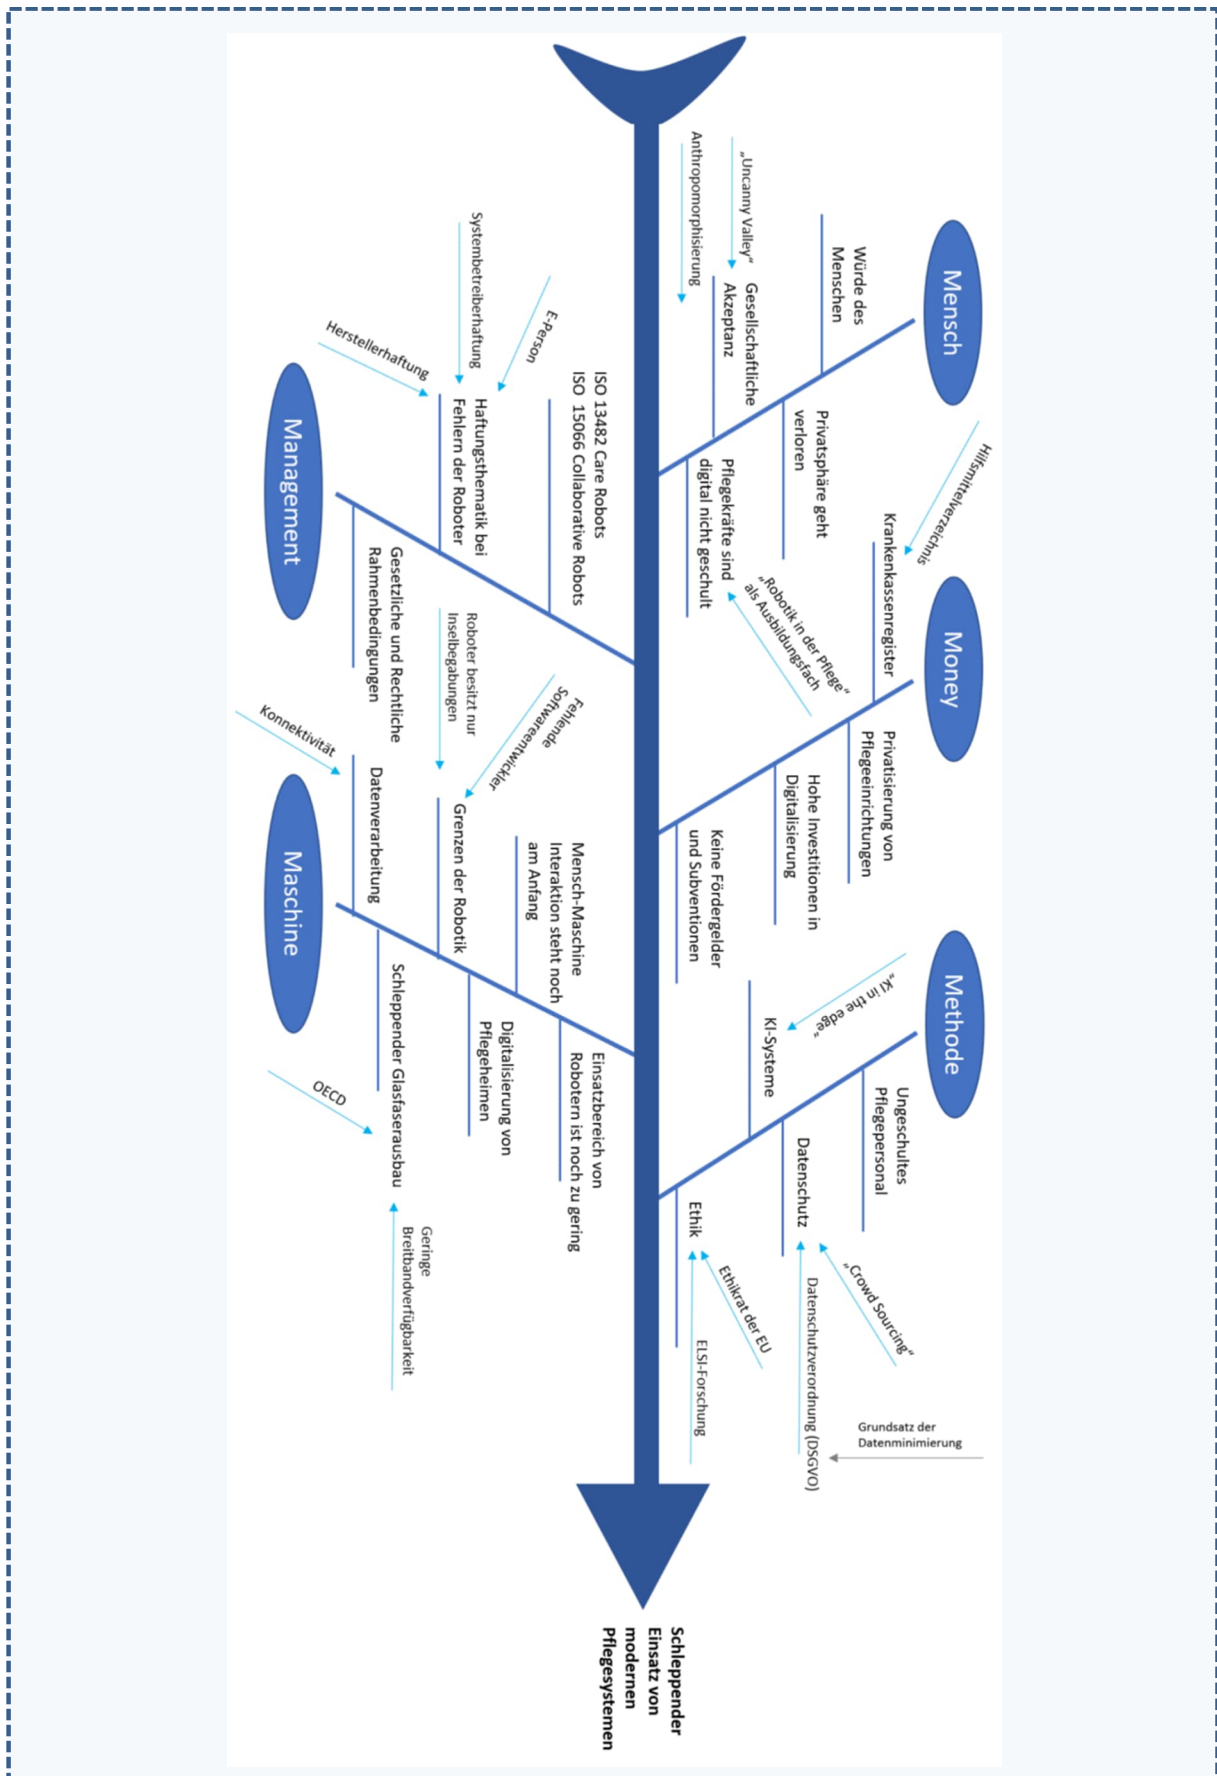 Mensch
Würde des
Menschen
„Uncanny Valley“
Anthropomorphisierung
Gesellschaftliche
Akzeptanz
Privatsphäre geht
verloren
Pflegekräfte sind
digital nicht geschult
„Robotik in der Pflege“
als Ausbildungsfach
Money
Hilfsmittelverzeichnis
Krankenkassenregister
Privatisierung von
Pflegeeinrichtungen
Hohe Investitionen in
Digitalisierung
Keine Fördergelder
und Subventionen
Methode
„KI in the edge“
KI-Systeme
Ungeschultes
Pflegepersonal
Datenschutz
„Crowd Sourcing“
Datenschutzverordnung (DSGVO)
Grundsatz der
Datenminimierung
Ethik
Ethikrat der EU
ELSI-Forschung
Management
ISO 13482 Care Robots
ISO 15066 Collaborative Robots
E-Person
Systembetreiberhaftung
Herstellerhaftung
Haftungsthematik bei
Fehlern der Roboter
Gesetzliche und Rechtliche
Rahmenbedingungen
Maschine
Roboter besitzt nur
Inselbegabungen
Fehlende
Softwareentwickler
Konnektivität
Datenverarbeitung
Grenzen der Robotik
Mensch-Maschine
Interaktion steht noch
am Anfang
Einsatzbereich von
Robotern ist noch zu gering
Digitalisierung von
Pflegeheimen
Schleppender Glasfaserausbau
OECD
Geringe
Breitbandverfügbarkeit
Schleppender
Einsatz von
modernen
Pflegesystemen